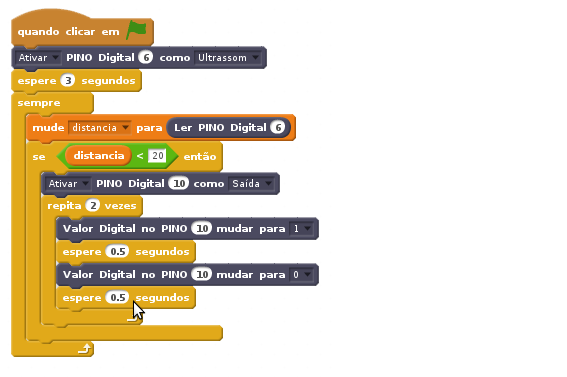 quando clicar em
Ativar PINO Digital 6 como Ultrassom
espere 3 segundos
sempre
mude distancia para Ler PINO Digital 6
se distancia < 20 então
Ativar PINO Digital 10 como Saída
repita 2 vezes
Valor Digital no PINO 10 mudar para 1
espere 0.5 segundos
Valor Digital no PINO 10 mudar para 0
espere 0.5 segundos